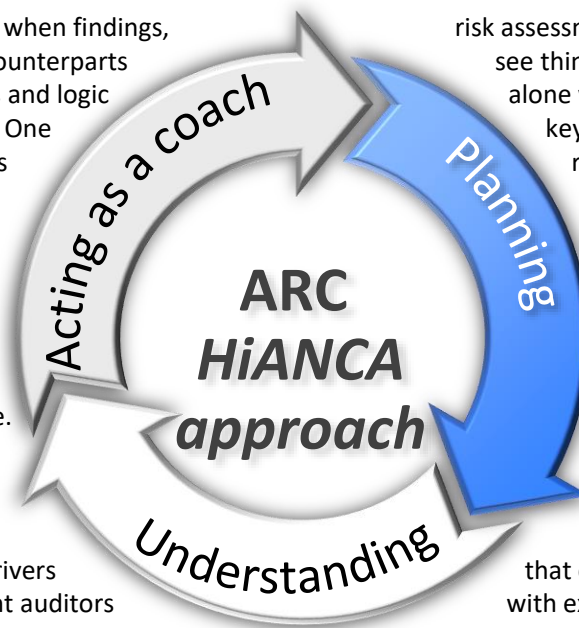 when findings,
ounterparts
and logic
One
s
e.
rivers
nt auditors
Acting as a coach
Planning
ARC
HiANCA
approach
Understanding
risk assessm
see thin
alone
key
r
that
with ex